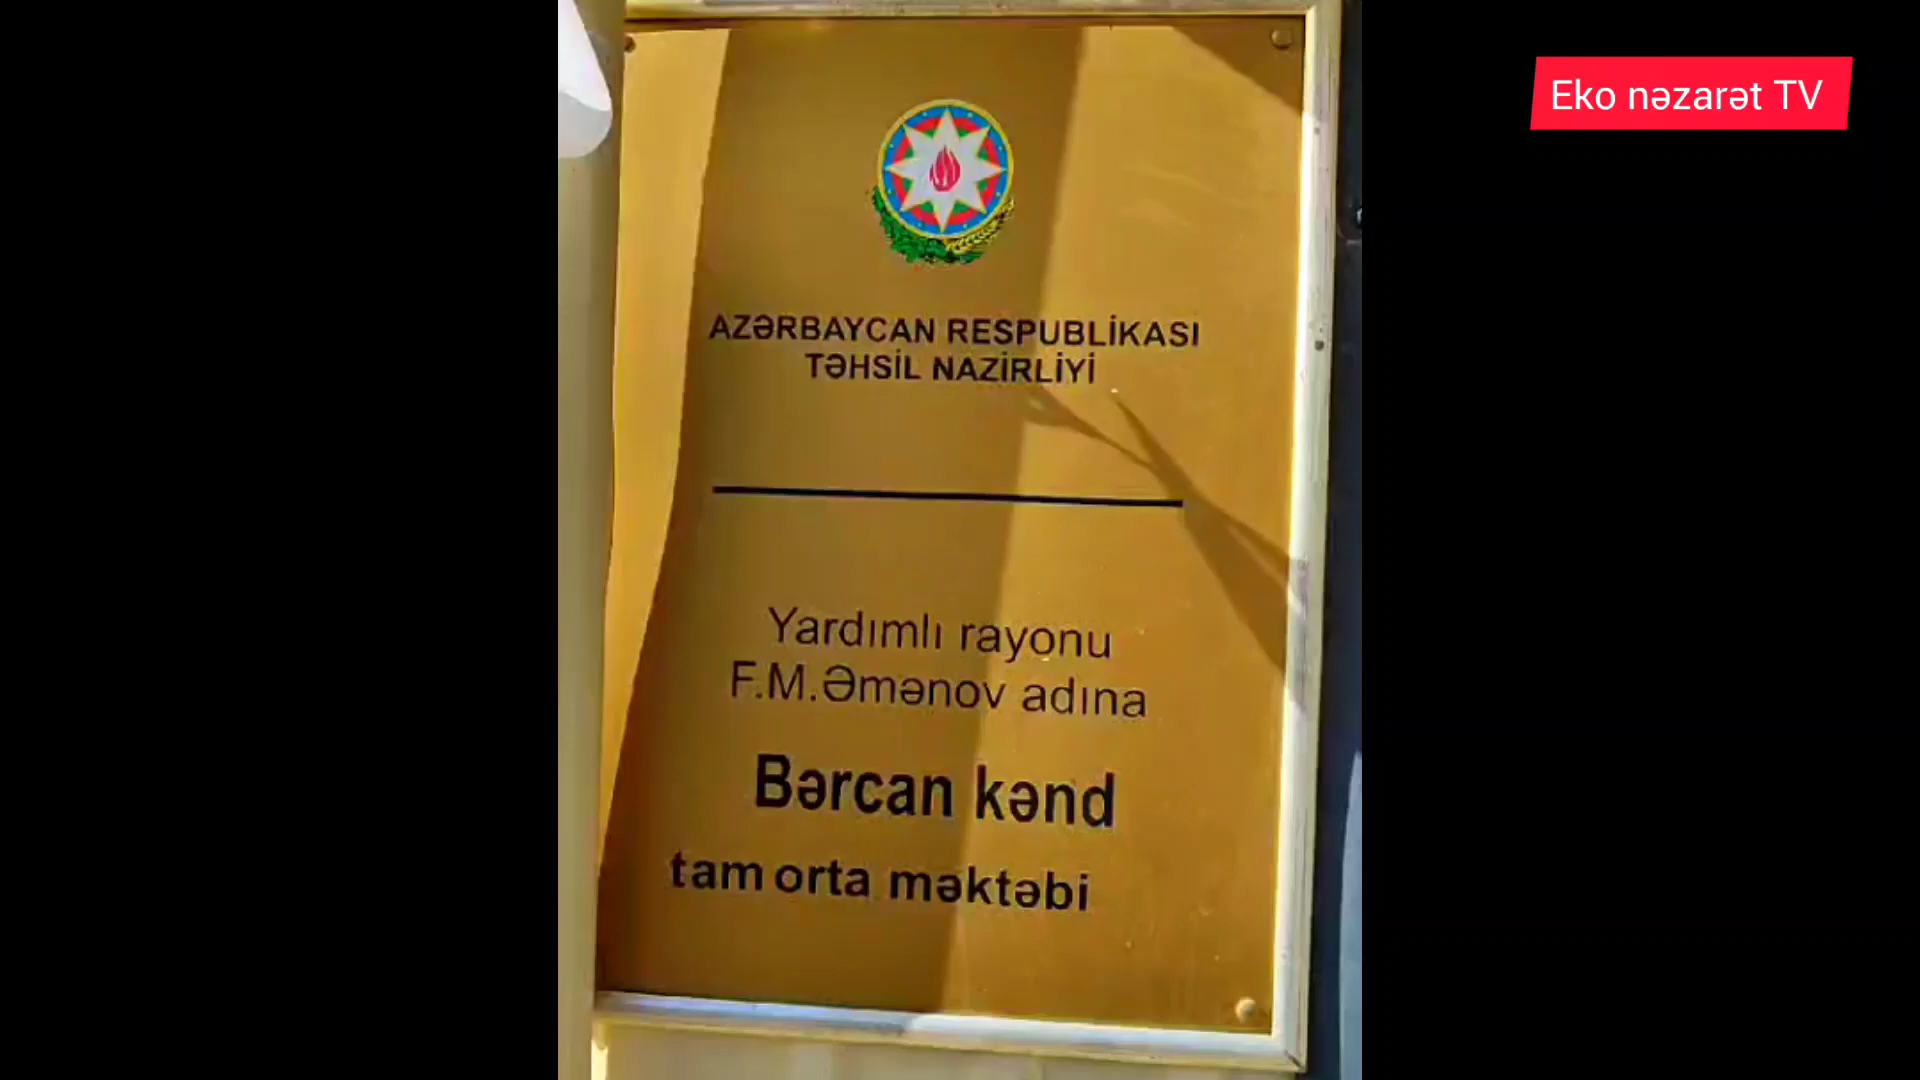 Eko nəzarət TV
AZƏRBAYCAN RESPUBLİKASI
TƏHSİL NAZİRLİYİ
Yardımlı rayonu
F.M.Əmənov adına
Bərcan kənd
tam orta məktəbi